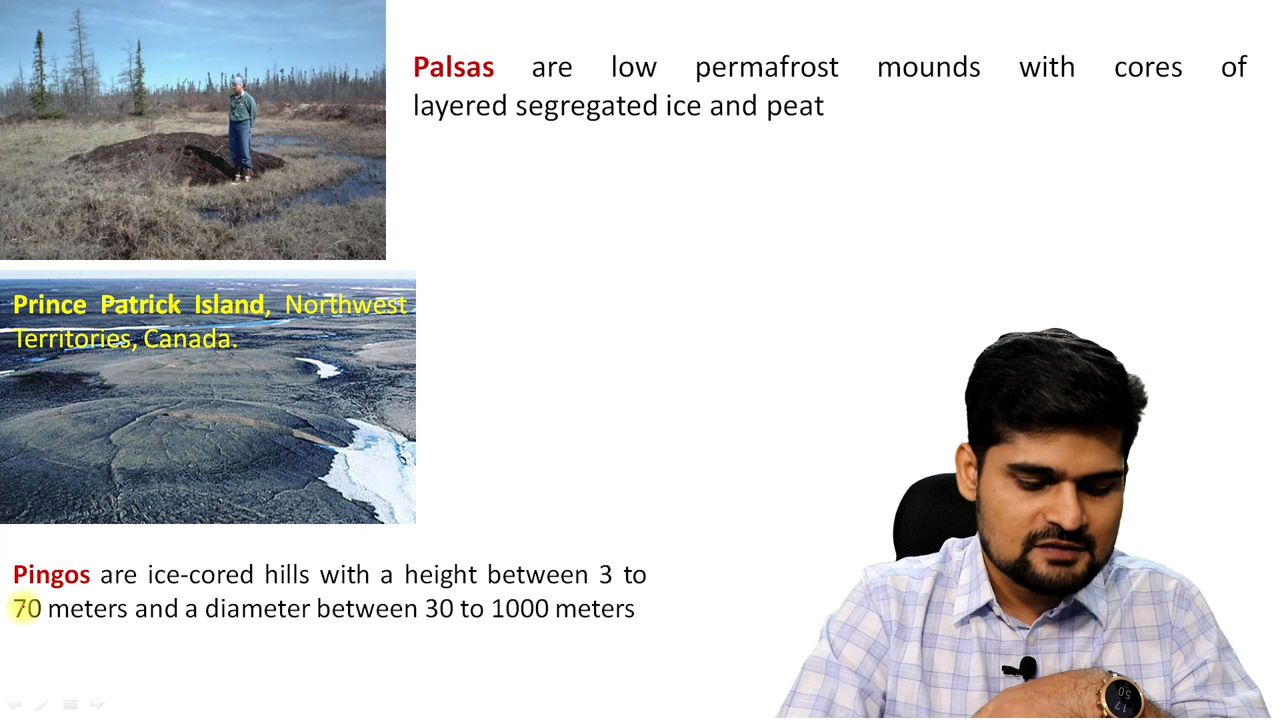 Palsas are low permafrost mounds with cores of
layered segregated ice and peat
Prince Patrick Island, Northwest
Territories, Canada.
Pingos are ice-cored hills with a height between 3 to
70 meters and a diameter between 30 to 1000 meters